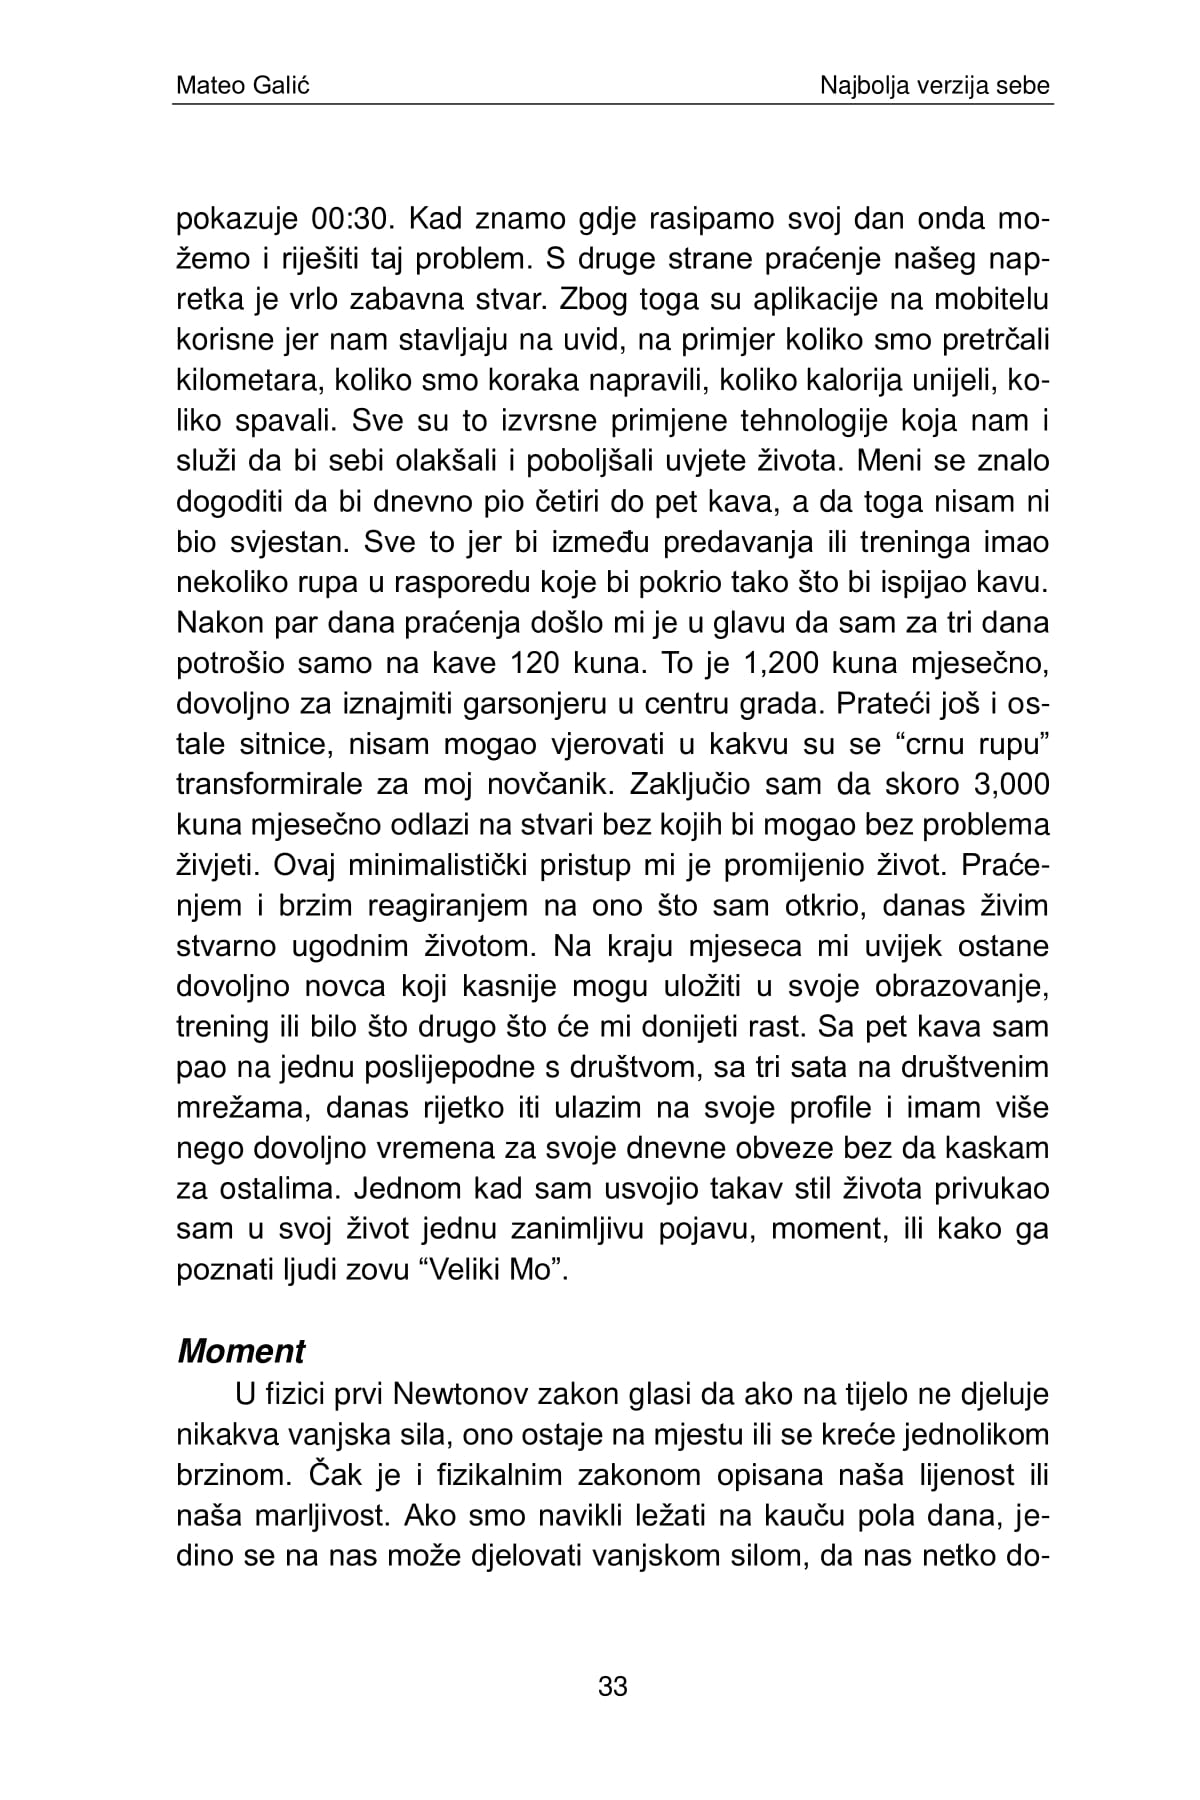 Mateo Galić
Najbolja verzija sebe
pokazuje 00:30. Kad znamo gdje rasipamo svoj dan onda mo-
žemo i riješiti taj problem. S druge strane praćenje našeg nap-
retka je vrlo zabavna stvar. Zbog toga su aplikacije na mobitelu
korisne jer nam stavljaju na uvid, na primjer koliko smo pretrčali
kilometara, koliko smo koraka napravili, koliko kalorija unijeli, ko-
liko spavali. Sve su to izvrsne primjene tehnologije koja nam i
služi da bi sebi olakšali i poboljšali uvjete života. Meni se znalo
dogoditi da bi dnevno pio četiri do pet kava, a da toga nisam ni
bio svjestan. Sve to jer bi između predavanja ili treninga imao
nekoliko rupa u rasporedu koje bi pokrio tako što bi ispijao kavu.
Nakon par dana praćenja došlo mi je u glavu da sam za tri dana
potrošio samo na kave 120 kuna. To je 1,200 kuna mjesečno,
dovoljno za iznajmiti garsonjeru u centru grada. Prateći još i os-
tale sitnice, nisam mogao vjerovati u kakvu su se “crnu rupu”
transformirale za moj novčanik. Zaključio sam da skoro 3,000
kuna mjesečno odlazi na stvari bez kojih bi mogao bez problema
živjeti. Ovaj minimalistički pristup mi je promijenio život. Praće-
njem i brzim reagiranjem na ono što sam otkrio, danas živim
stvarno ugodnim životom. Na kraju mjeseca mi uvijek ostane
dovoljno novca koji kasnije mogu uložiti u svoje obrazovanje,
trening ili bilo što drugo što će mi donijeti rast. Sa pet kava sam
pao na jednu poslijepodne s društvom, sa tri sata na društvenim
mrežama, danas rijetko iti ulazim na svoje profile i imam više
nego dovoljno vremena za svoje dnevne obveze bez da kaskam
za ostalima. Jednom kad sam usvojio takav stil života privukao
sam u svoj život jednu zanimljivu pojavu, moment, ili kako ga
poznati ljudi zovu “Veliki Mo”.
Moment
U fizici prvi Newtonov zakon glasi da ako na tijelo ne djeluje
nikakva vanjska sila, ono ostaje na mjestu ili se kreće jednolikom
brzinom. Čak je i fizikalnim zakonom opisana naša lijenost ili
naša marljivost. Ako smo navikli ležati na kauču pola dana, je-
dino se na nas može djelovati vanjskom silom, da nas netko do-
33